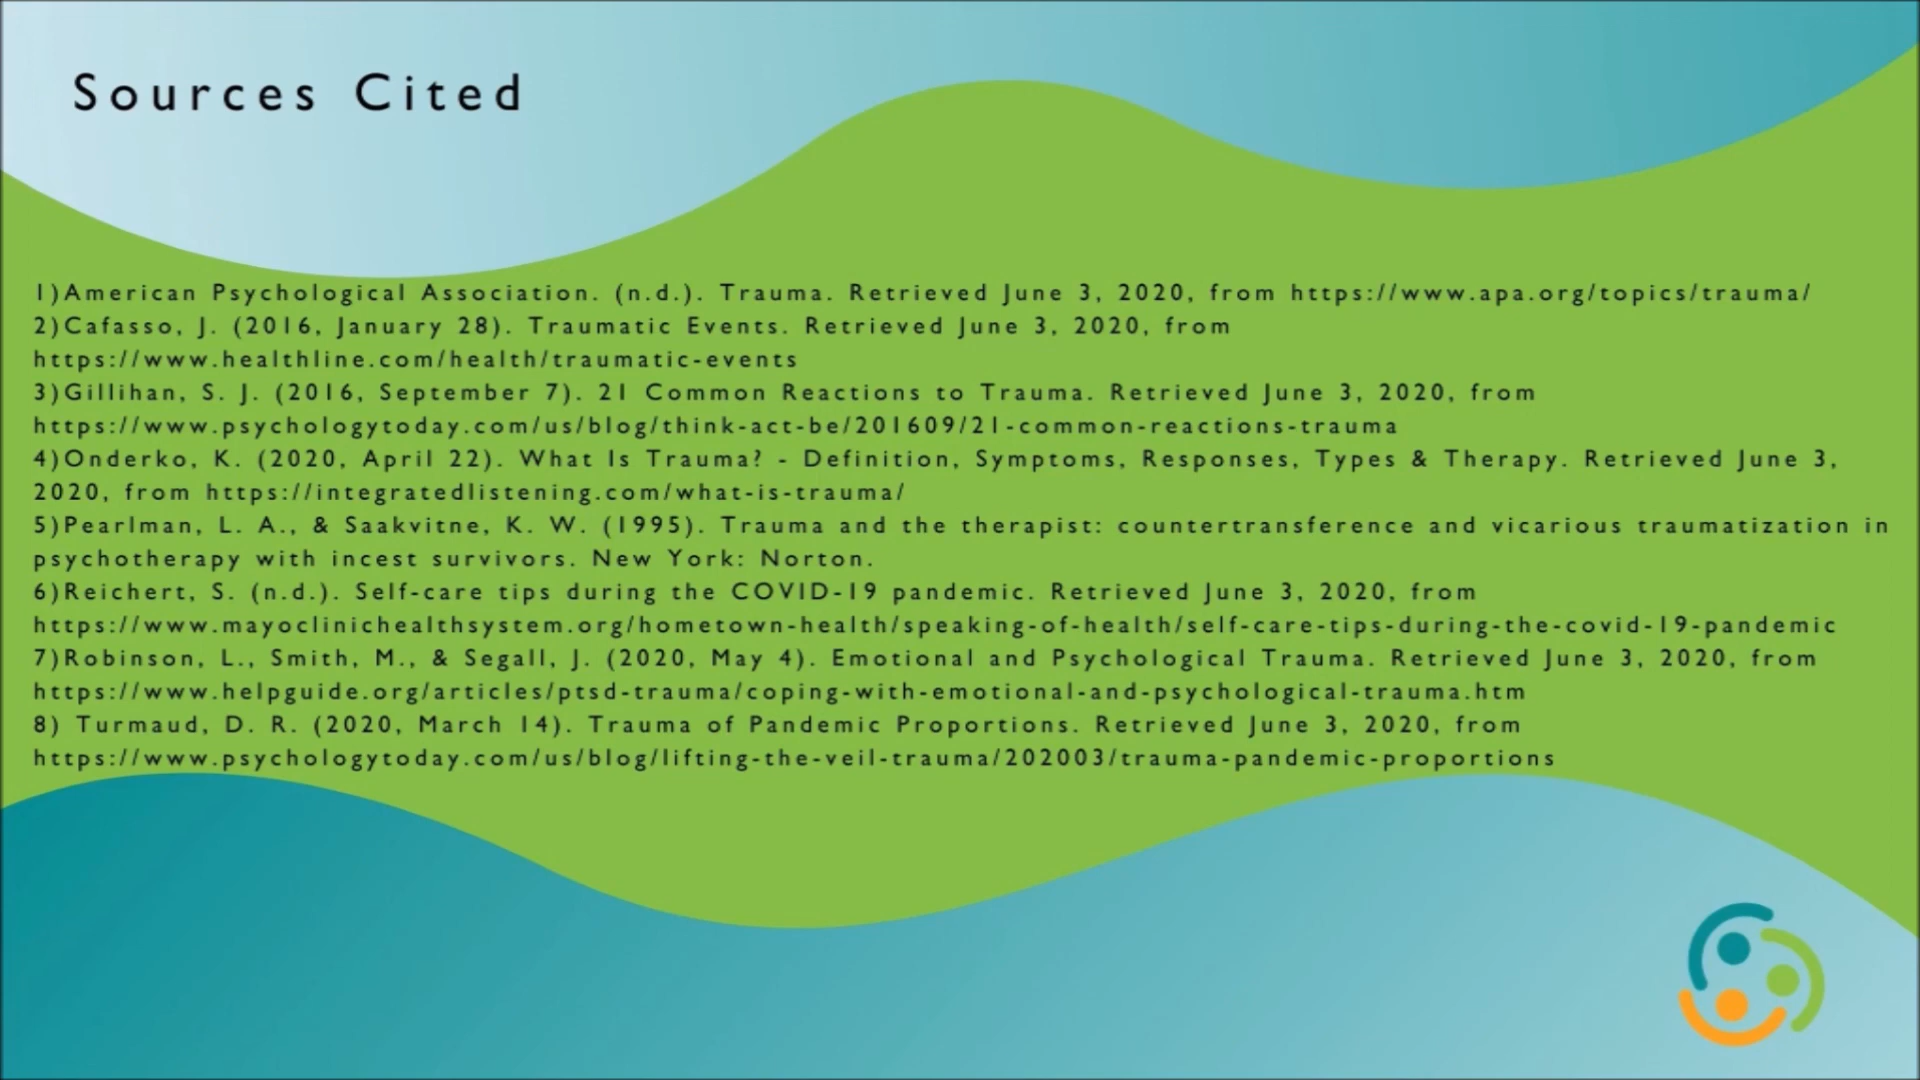 Sources Cited
1)American Psychological Association. (n.d.). Trauma. Retrieved June 3, 2020, from https://www.apa.org/topics/trauma/
2)Cafasso, J. (2016, January 28). Traumatic Events. Retrieved June 3, 2020, from
https://www.healthline.com/health/traumatic-events
3)Gillihan, S. J. (2016, September 7). 21 Common Reactions to Trauma. Retrieved June 3, 2020, from
https://www.psychologytoday.com/us/blog/think-act-be/201609/21-common-reactions-trauma
4)Onderko, K. (2020, April 22). What Is Trauma? - Definition, Symptoms, Responses, Types & Therapy. Retrieved June 3,
2020, from https://integratedlistening.com/what-is-trauma/
5)Pearlman, L. A., & Saakvitne, K. W. (1995). Trauma and the therapist: countertransference and vicarious traumatization in
psychotherapy with incest survivors. New York: Norton.
6)Reichert, S. (n.d.). Self-care tips during the COVID-19 pandemic. Retrieved June 3, 2020, from
https://www.mayoclinichealthsystem.org/hometown-health/speaking-of-health/self-care-tips-during-the-covid-19-pandemic
7)Robinson, L., Smith, M., & Segall, J. (2020, May 4). Emotional and Psychological Trauma. Retrieved June 3, 2020, from
https://www.helpguide.org/articles/ptsd-trauma/coping-with-emotional-and-psychological-trauma.htm
8) Turmaud, D. R. (2020, March 14). Trauma of Pandemic Proportions. Retrieved June 3, 2020, from
https://www.psychologytoday.com/us/blog/lifting-the-veil-trauma/202003/trauma-pandemic-proportions